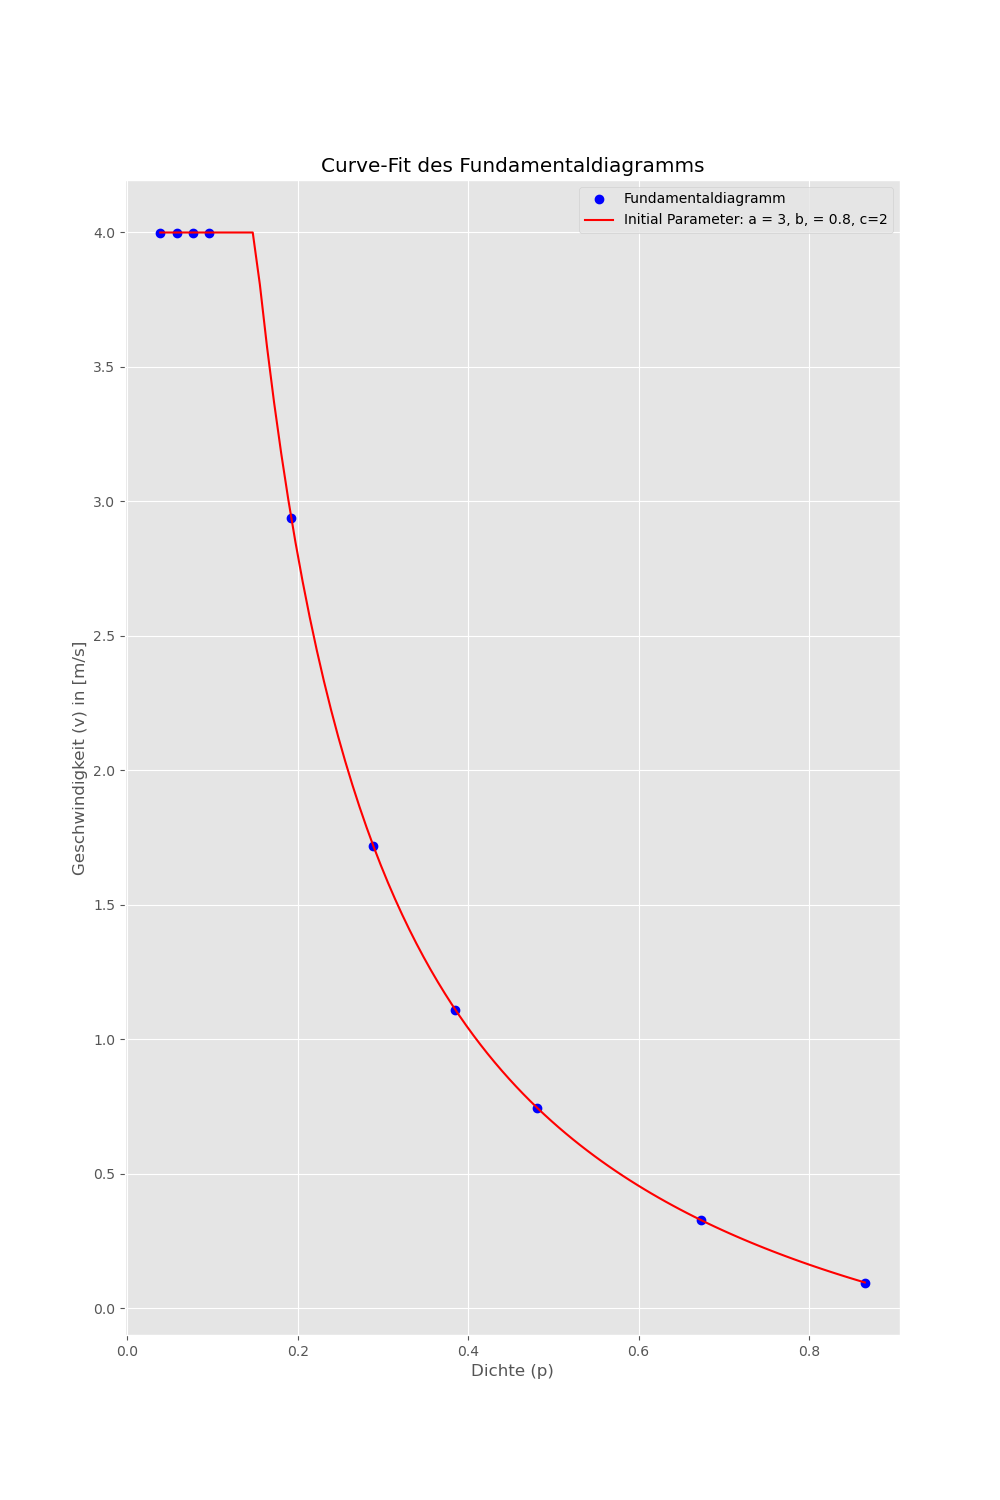 Curve-Fit des Fundamentaldiagramms
Fundamentaldiagramm
Initial Parameter: a = 3, b, = 0.8, c=2
4.0
3.5
3.0
2.5
2.0
1.5
1.0
0.5
0.0
Geschwindigkeit (v) in [m/s]
0.0 0.2 0.4 0.6 0.8
Dichte (p)